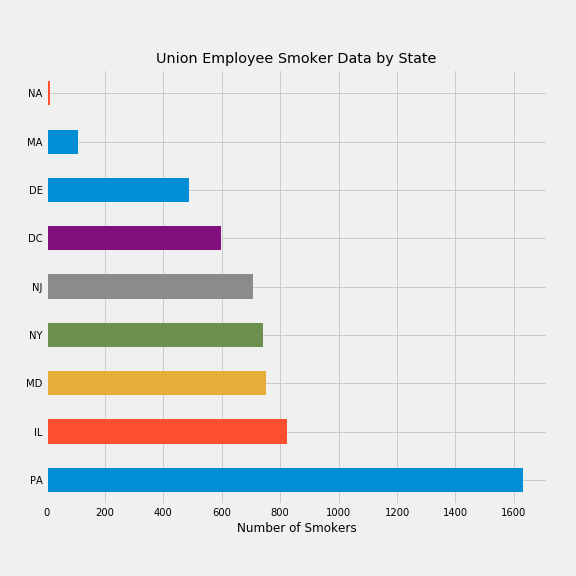 Union Employee Smoker Data by State
NA
MA
DE
DC
NJ
NY
MD
IL
PA
0 200 400 600 800 1000 1200 1400 1600
Number of Smokers